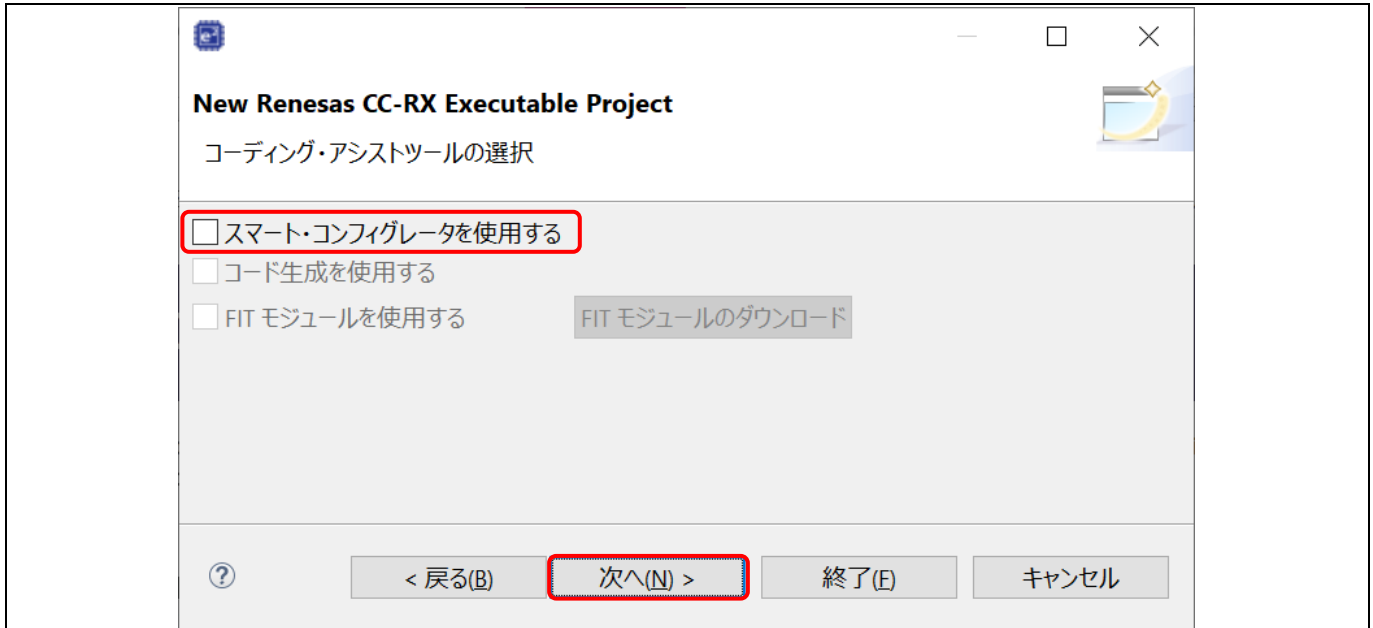 e²
New Renesas CC-RX Executable Project
コーディング・アシストツールの選択
スマート・コンフィグレータを使用する
コード生成を使用する
FIT モジュールを使用する FIT モジュールのダウンロード
? < 戻る(B) 次へ(N) > 終了(F) キャンセル